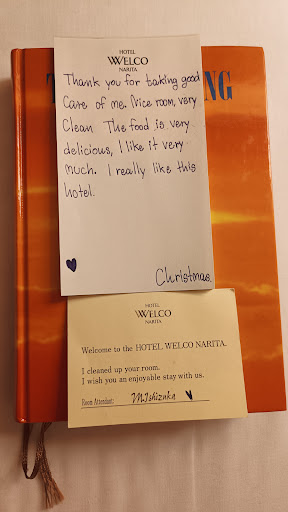 HOTEL
WELCO
NARITA
Thank you for taking good
Care of me. Nice room, very
Clean. The food is very
delicious, I like it very
much. I really like this
hotel.
Christmas
T
NG
HOTEL
WELCO
NARITA
Welcome to the HOTEL WELCO NARITA.
I cleaned up your room.
I wish you an enjoyable stay with us.
Room Attendant: M.Ishizuka